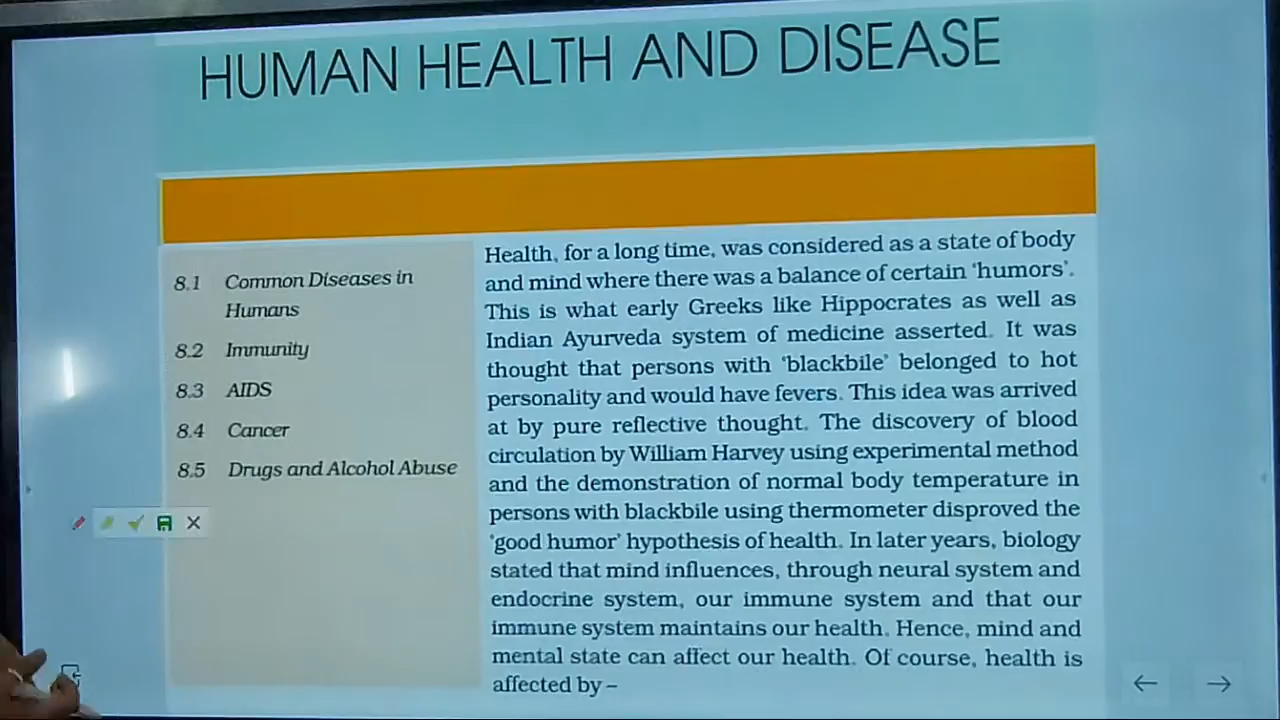 HUMAN HEALTH AND DISEASE
8.1 Common Diseases in
Humans
8.2 Immunity
8.3 AIDS
8.4 Cancer
8.5 Drugs and Alcohol Abuse
Health, for a long time, was considered as a state of body
and mind where there was a balance of certain 'humors'.
This is what early Greeks like Hippocrates as well as
Indian Ayurveda system of medicine asserted. It was
thought that persons with 'blackbile' belonged to hot
personality and would have fevers. This idea was arrived
at by pure reflective thought. The discovery of blood
circulation by William Harvey using experimental method
and the demonstration of normal body temperature in
persons with blackbile using thermometer disproved the
'good humor' hypothesis of health. In later years, biology
stated that mind influences, through neural system and
endocrine system, our immune system and that our
immune system maintains our health. Hence, mind and
mental state can affect our health. Of course, health is
affected by –